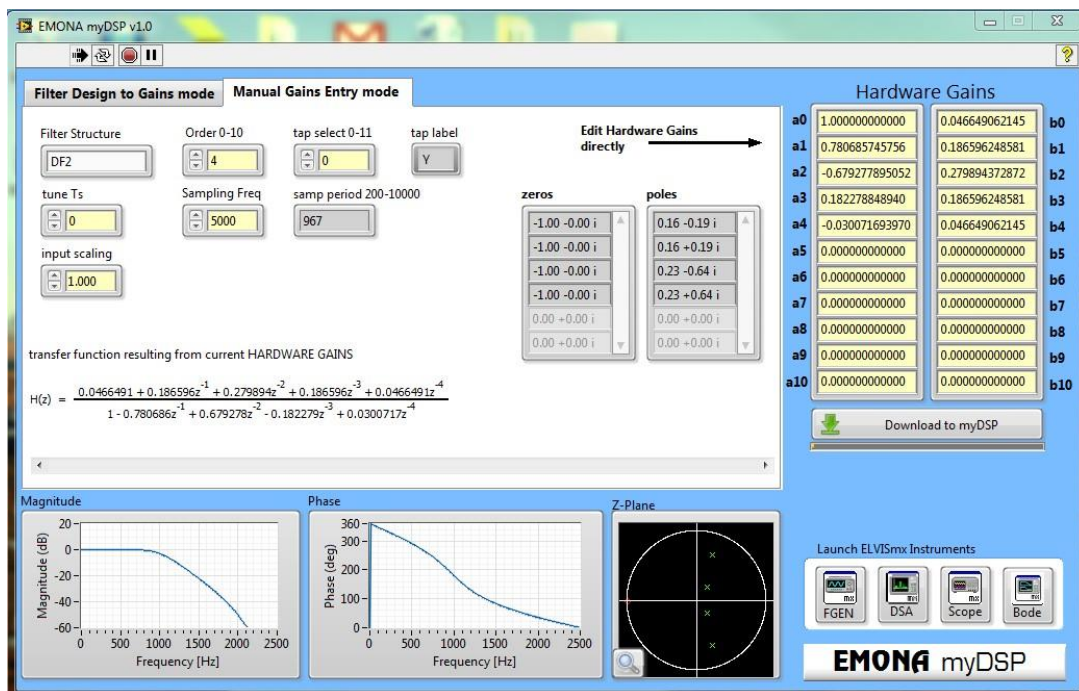 EMONA myDSP v1.0
Filter Design to Gains mode
Manual Gains Entry mode
Filter Structure
Order 0-10
tap select 0-11
tap label
DF2
4
0
Y
tune Ts
Sampling Freq
samp period 200-10000
0
5000
967
input scaling
1.000
Edit Hardware Gains
directly
zeros
poles
-1.00 -0.00 i
0.16 -0.19 i
-1.00 -0.00 i
0.16 +0.19 i
-1.00 -0.00 i
0.23 -0.64 i
-1.00 -0.00 i
0.23 +0.64 i
0.00 +0.00 i
0.00 +0.00 i
0.00 +0.00 i
0.00 +0.00 i
transfer function resulting from current HARDWARE GAINS
0.0466491 + 0.186596z-1 + 0.279894z-2 + 0.186596z-3 + 0.0466491z-4
H(z) =
1 - 0.780686z-1 + 0.679278z-2 - 0.182279z-3 + 0.0300717z-4
Hardware Gains
a0 1.000000000000 0.046649062145 b0
a1 0.780685745756 0.186596248581 b1
a2 -0.679277895052 0.279894372872 b2
a3 0.182278848940 0.186596248581 b3
a4 -0.030071693970 0.046649062145 b4
a5 0.000000000000 0.000000000000 b5
a6 0.000000000000 0.000000000000 b6
a7 0.000000000000 0.000000000000 b7
a8 0.000000000000 0.000000000000 b8
a9 0.000000000000 0.000000000000 b9
a10 0.000000000000 0.000000000000 b10
Download to myDSP
Magnitude
Magnitude (dB)
20
0
-20
-40
-60
0 500 1000 1500 2000 2500
Frequency [Hz]
Phase
Phase (deg)
360
300
200
100
0
0 500 1000 1500 2000 2500
Frequency [Hz]
Z-Plane
Launch ELVISmx Instruments
FGEN
DSA
Scope
Bode
EMONA myDSP